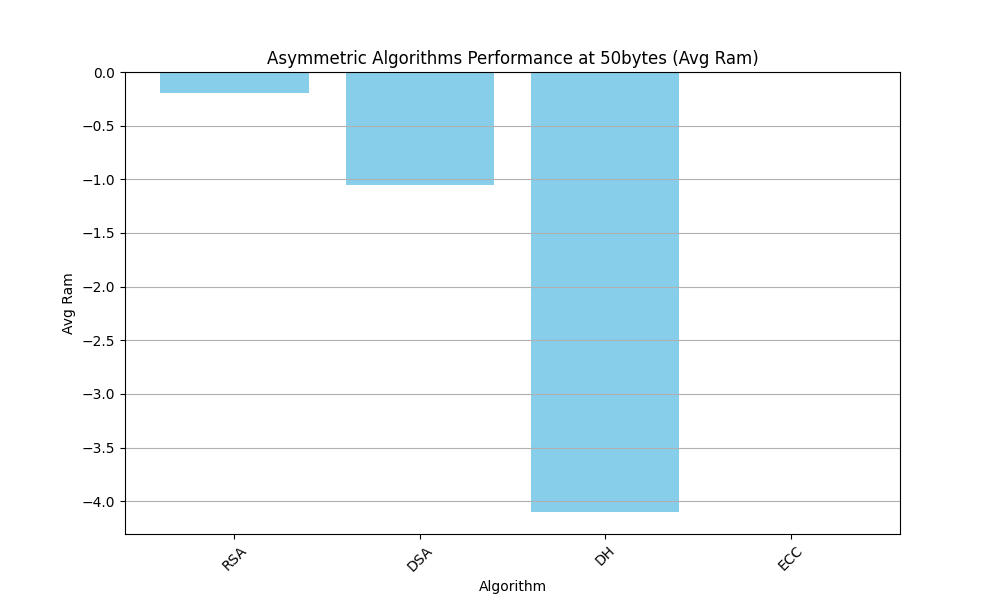 Asymmetric Algorithms Performance at 50bytes (Avg Ram)
0.0
−0.5
−1.0
−1.5
−2.0
−2.5
−3.0
−3.5
−4.0
Avg Ram
RSA
DSA
DH
ECC
Algorithm